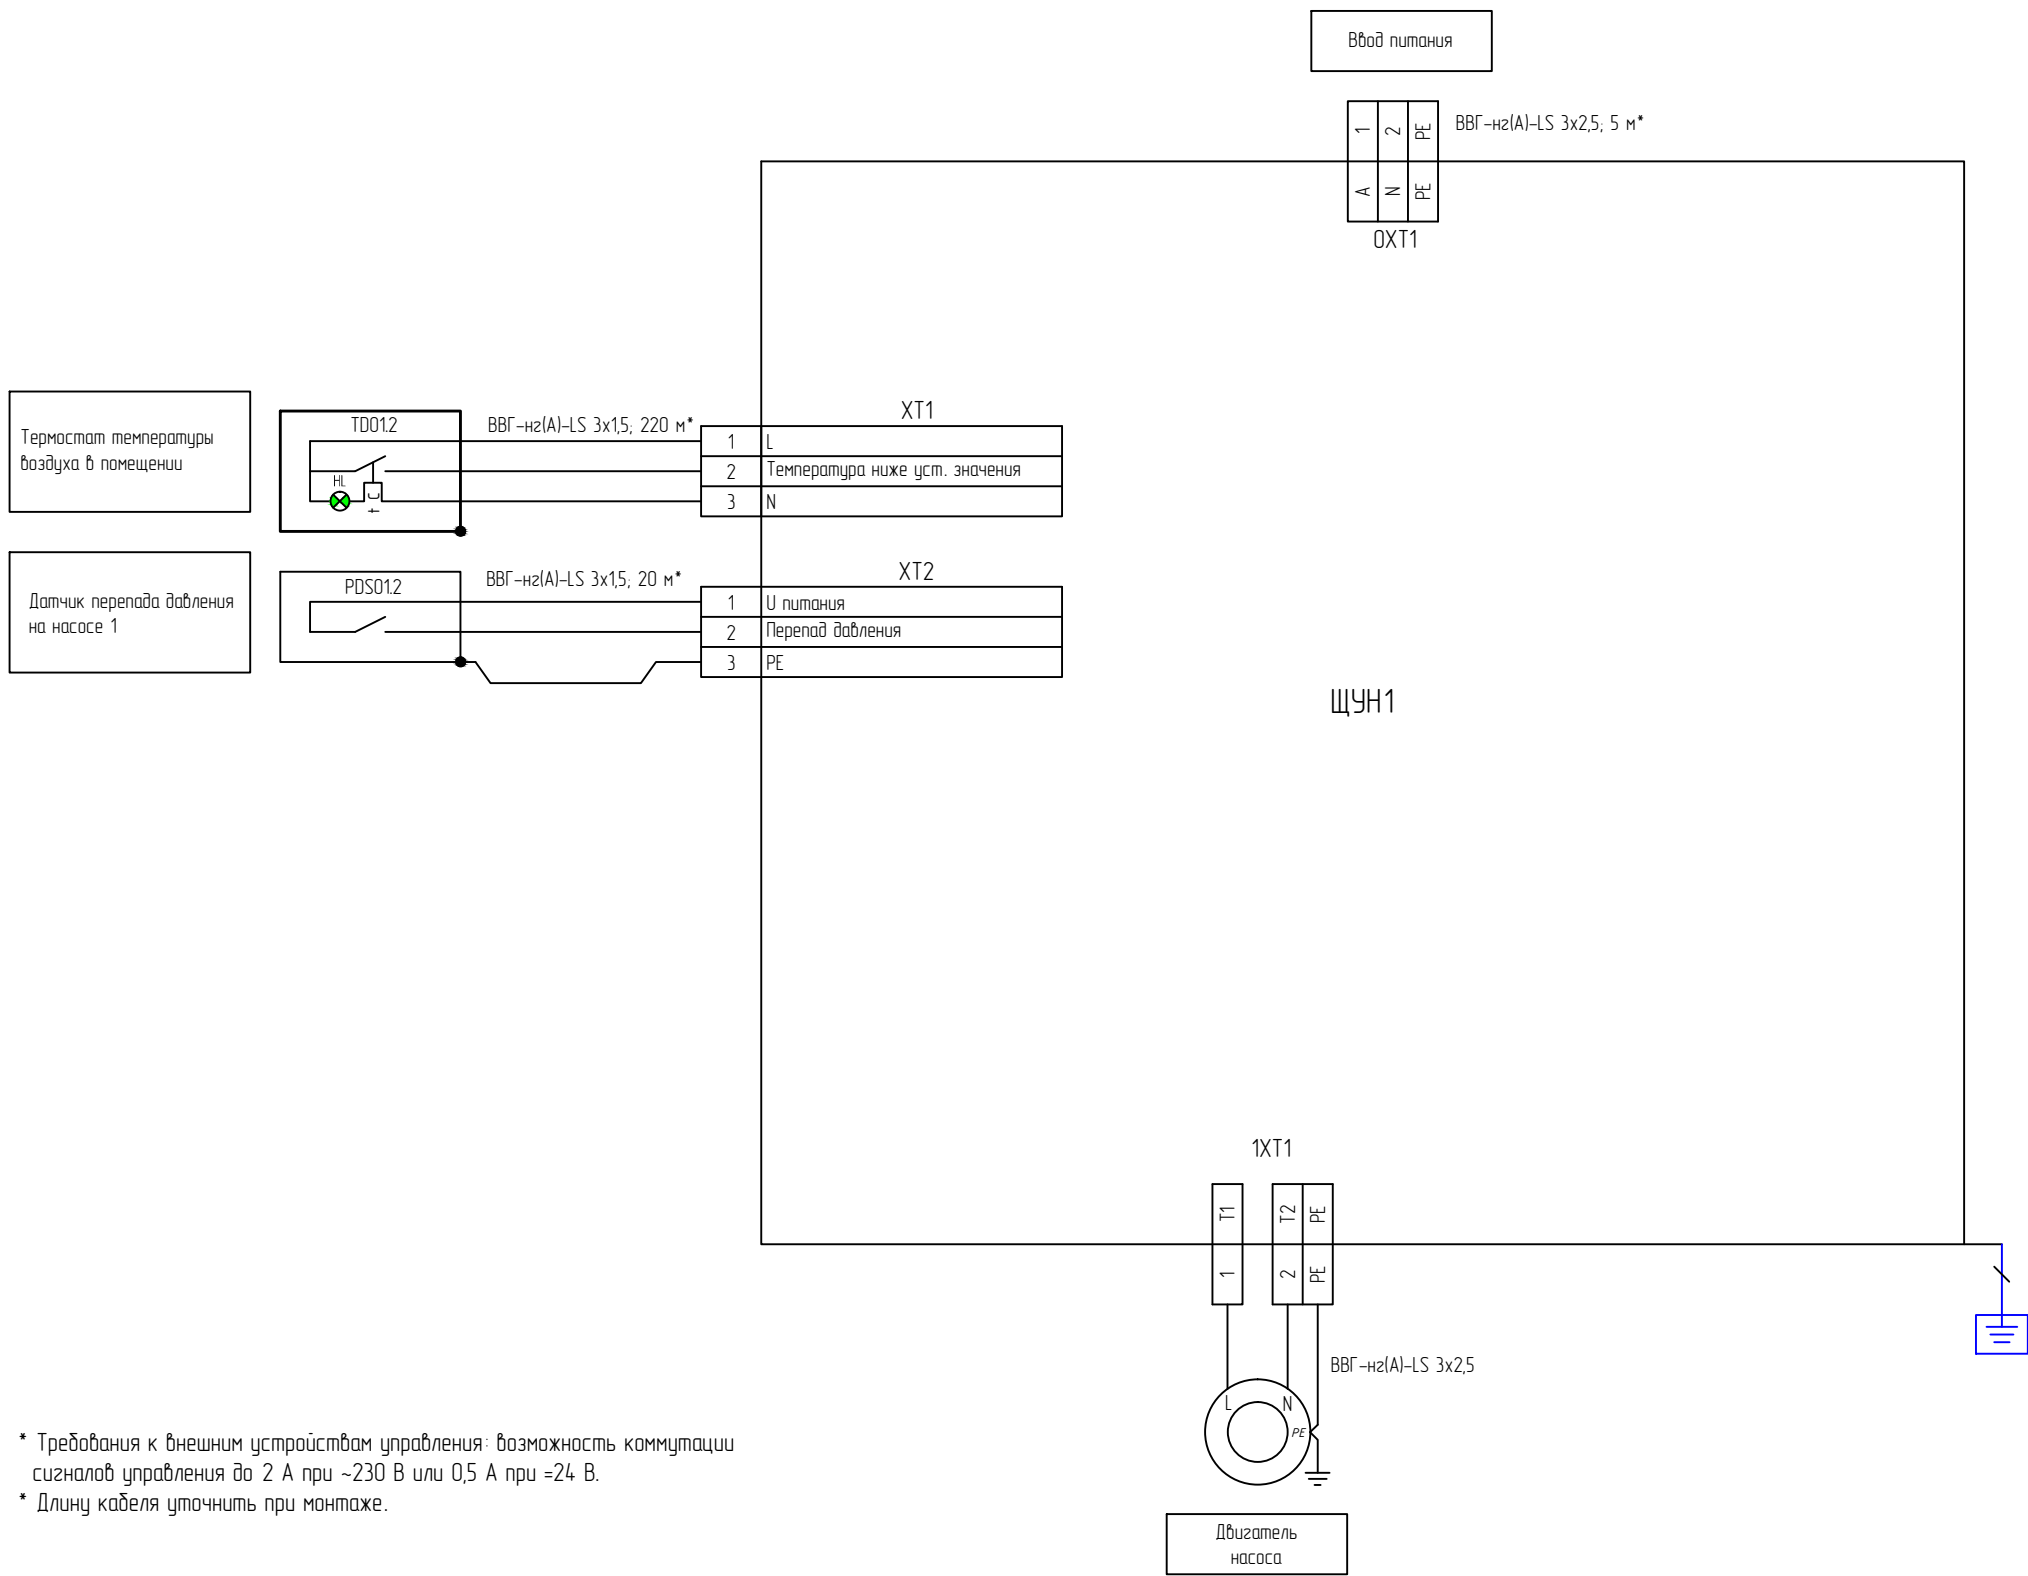 Ввод питания
1
2
PE
ВВГ-нг(А)-LS 3х2,5; 5 м*
A
N
PE
0XT1
Термостат температуры
воздуха в помещении
TD01.2
HL
t C
ВВГ-нг(А)-LS 3х1,5; 220 м*
XT1
1 L
2 Температура ниже уст. значения
3 N
Датчик перепада давления
на насосе 1
PDS01.2
ВВГ-нг(А)-LS 3х1,5; 20 м*
XT2
1 U питания
2 Перепад давления
3 PE
ЩУН1
1XT1
T1
T2
PE
1
2
PE
ВВГ-нг(А)-LS 3х2,5
L
N
PE
Двигатель
насоса
* Требования к внешним устройствам управления: возможность коммутации
сигналов управления до 2 А при ~230 В или 0,5 А при =24 В.
* Длину кабеля уточнить при монтаже.